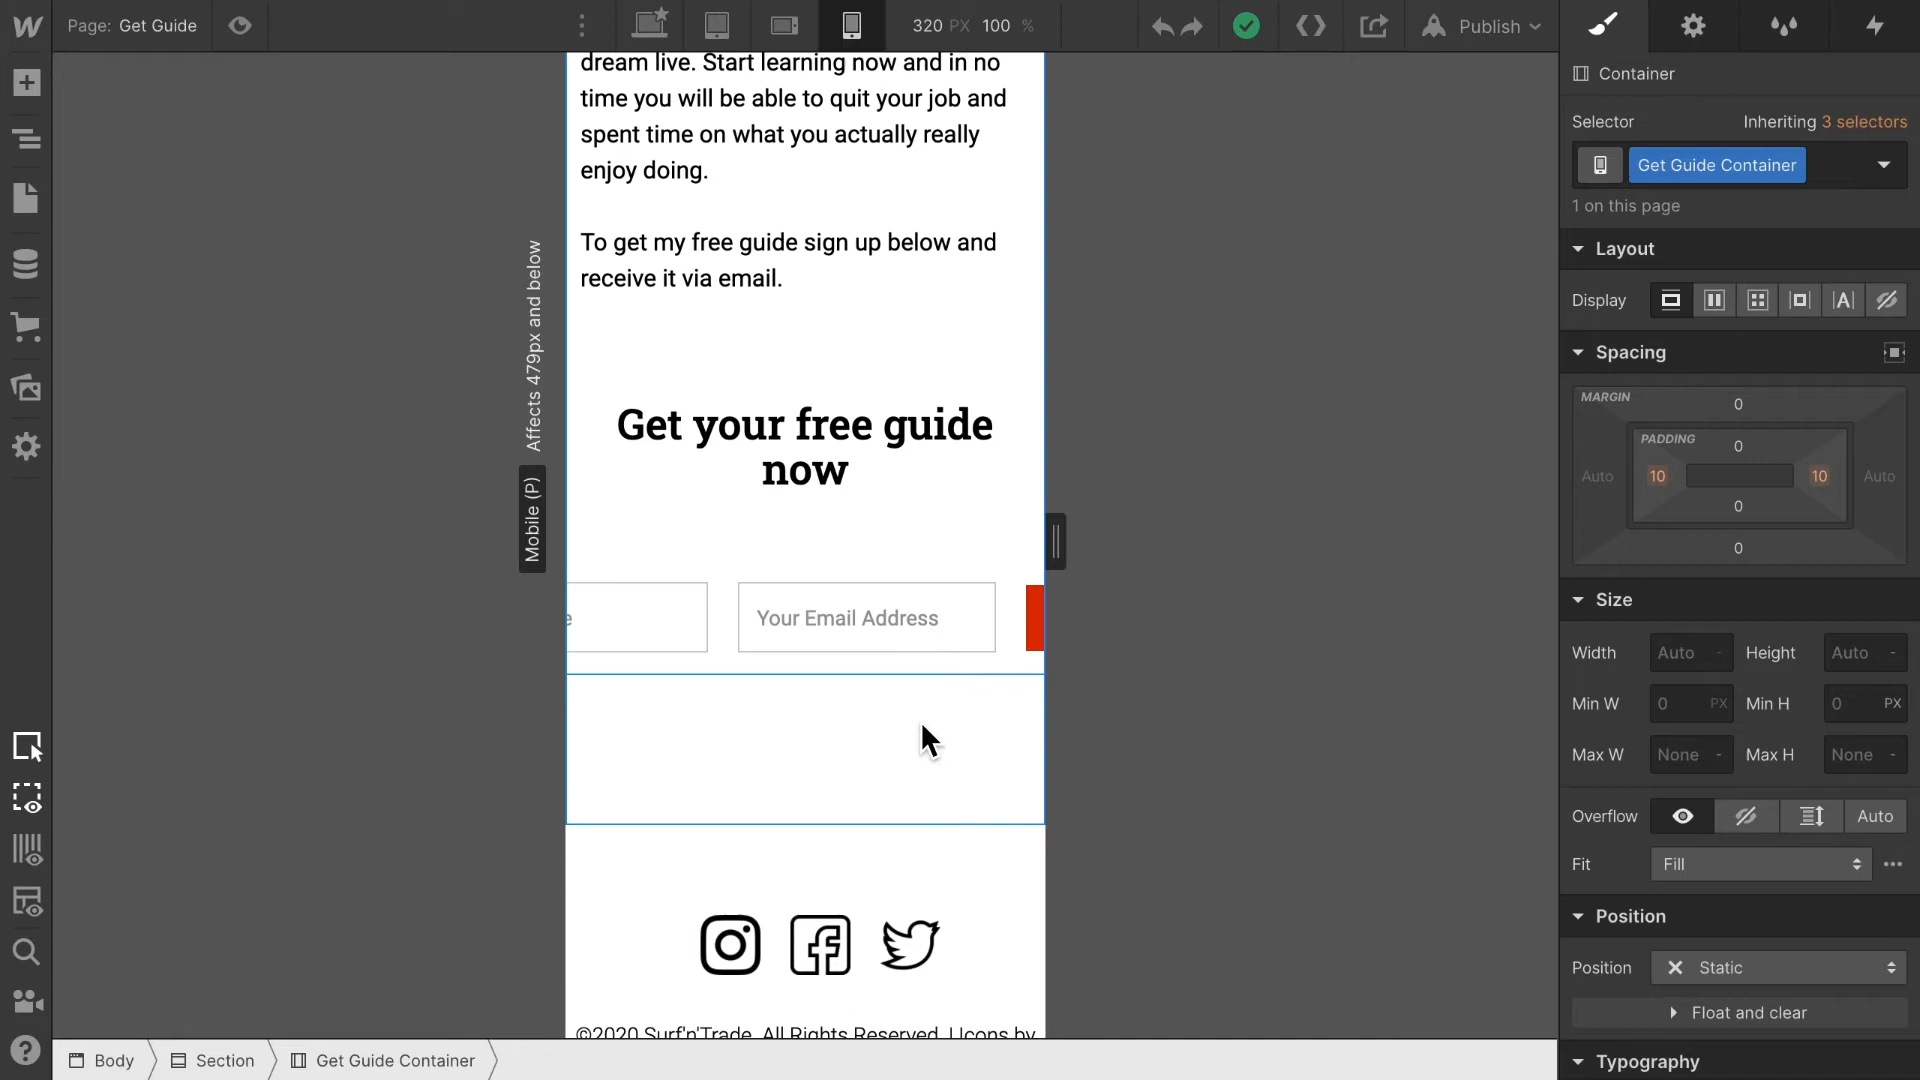 Page: Get Guide
320 PX 100 %
Publish
dream live. Start learning now and in no
time you will be able to quit your job and
spent time on what you actually really
enjoy doing.
To get my free guide sign up below and
receive it via email.
Get your free guide
now
e
Your Email Address
©2020 Surf'n'Trade. All Rights Reserved. Ucons by
Affects 479px and below
Mobile (P)
Container
Selector Inheriting 3 selectors
Get Guide Container
1 on this page
Layout
Display
Spacing
MARGIN
0
PADDING
0
Auto 10 10 Auto
0
0
Size
Width Auto - Height Auto -
Min W 0 PX Min H 0 PX
Max W None - Max H None -
Overflow Auto
Fit Fill
Position
Position Static
Float and clear
Typography
Body Section Get Guide Container